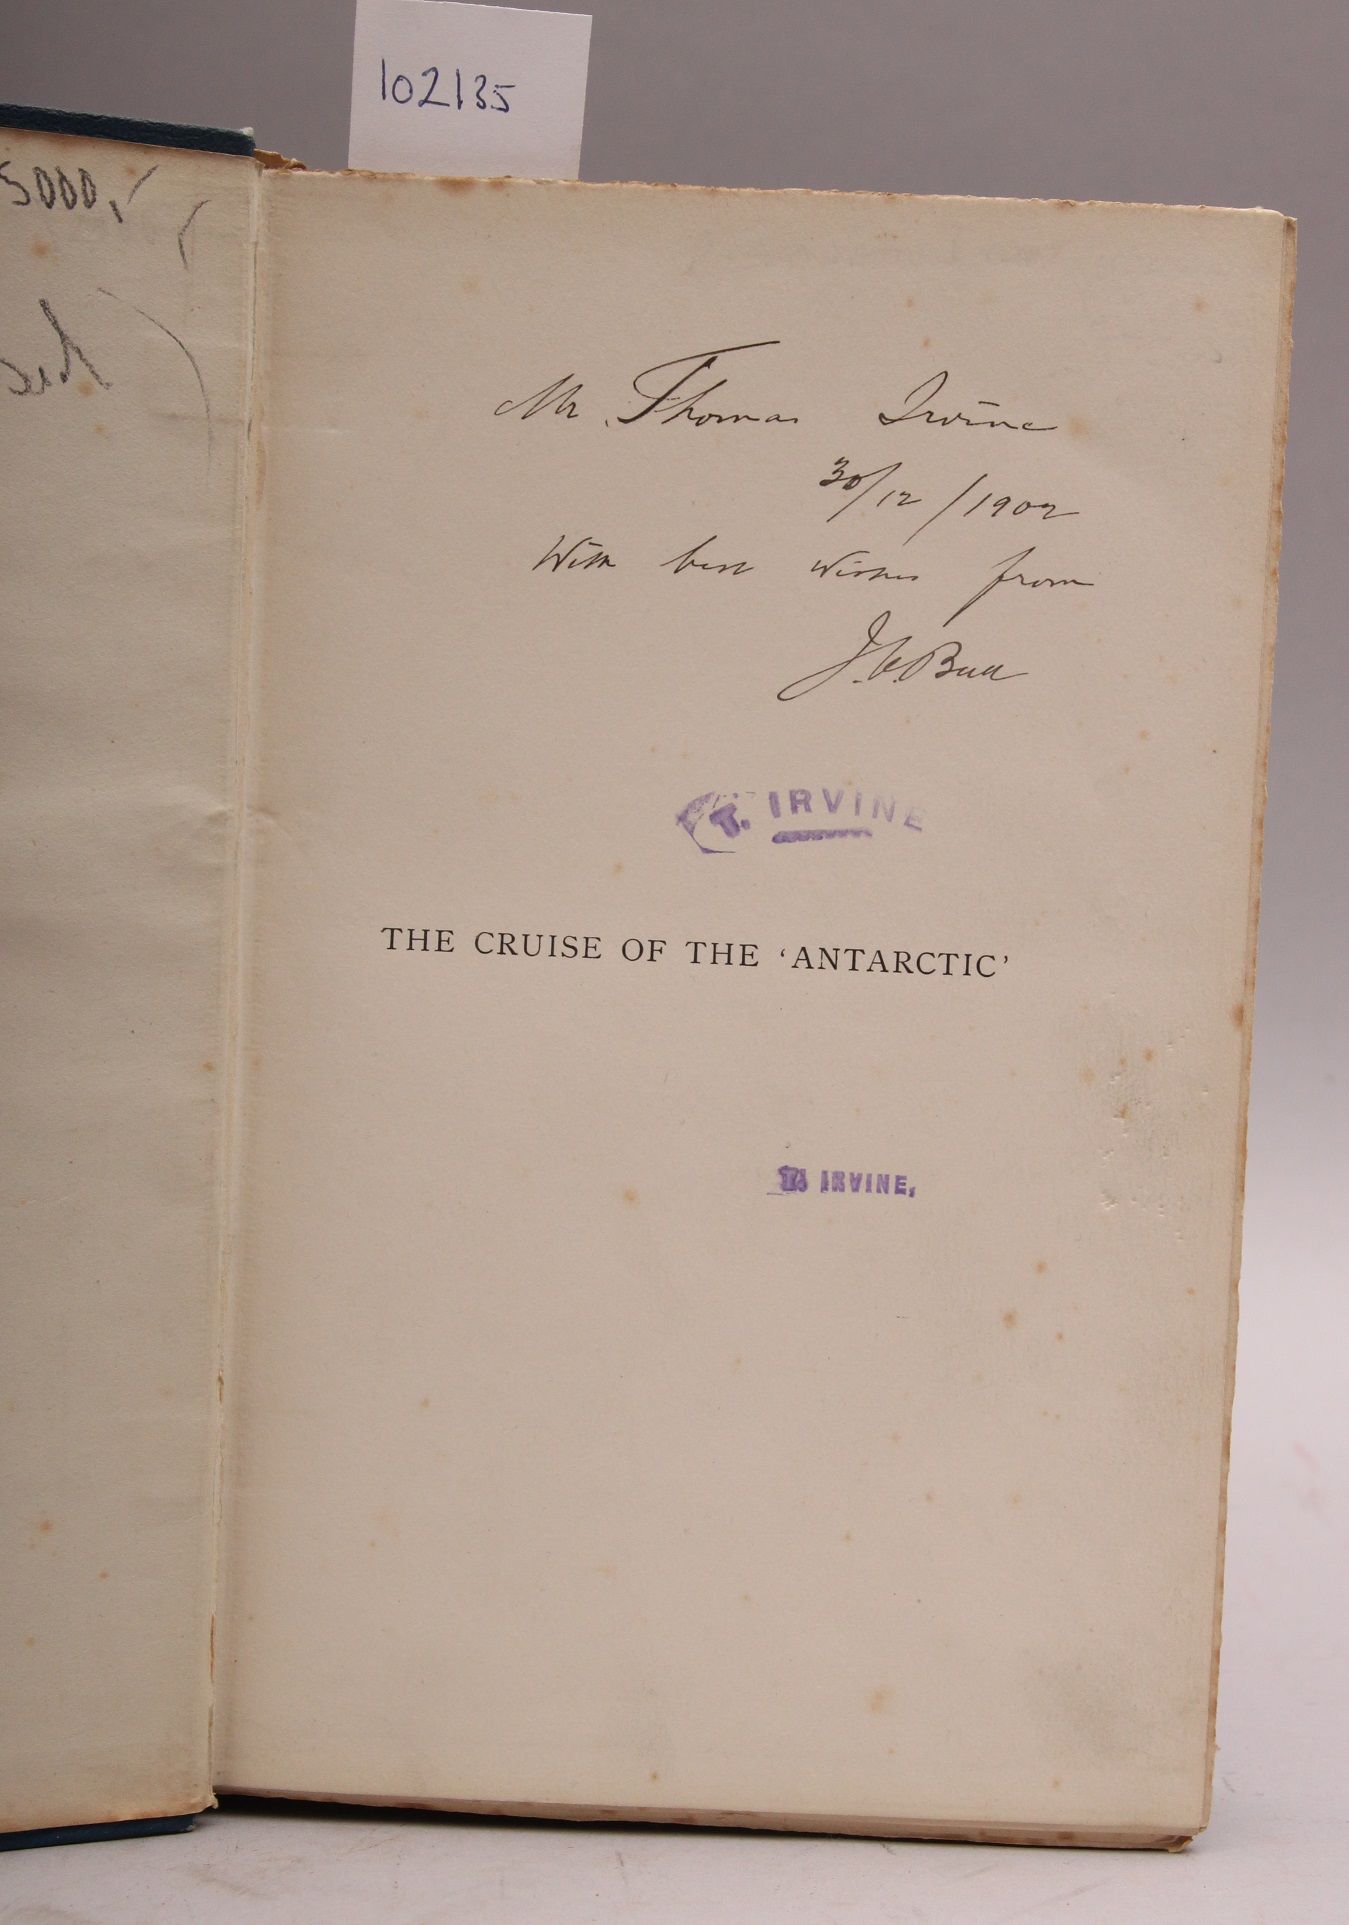 102135
5000,-
Mr. Thomas Irvine
30/12/1902
With best wishes from
J. C. Bull
T. IRVINE
THE CRUISE OF THE ‘ANTARCTIC’
T. IRVINE,